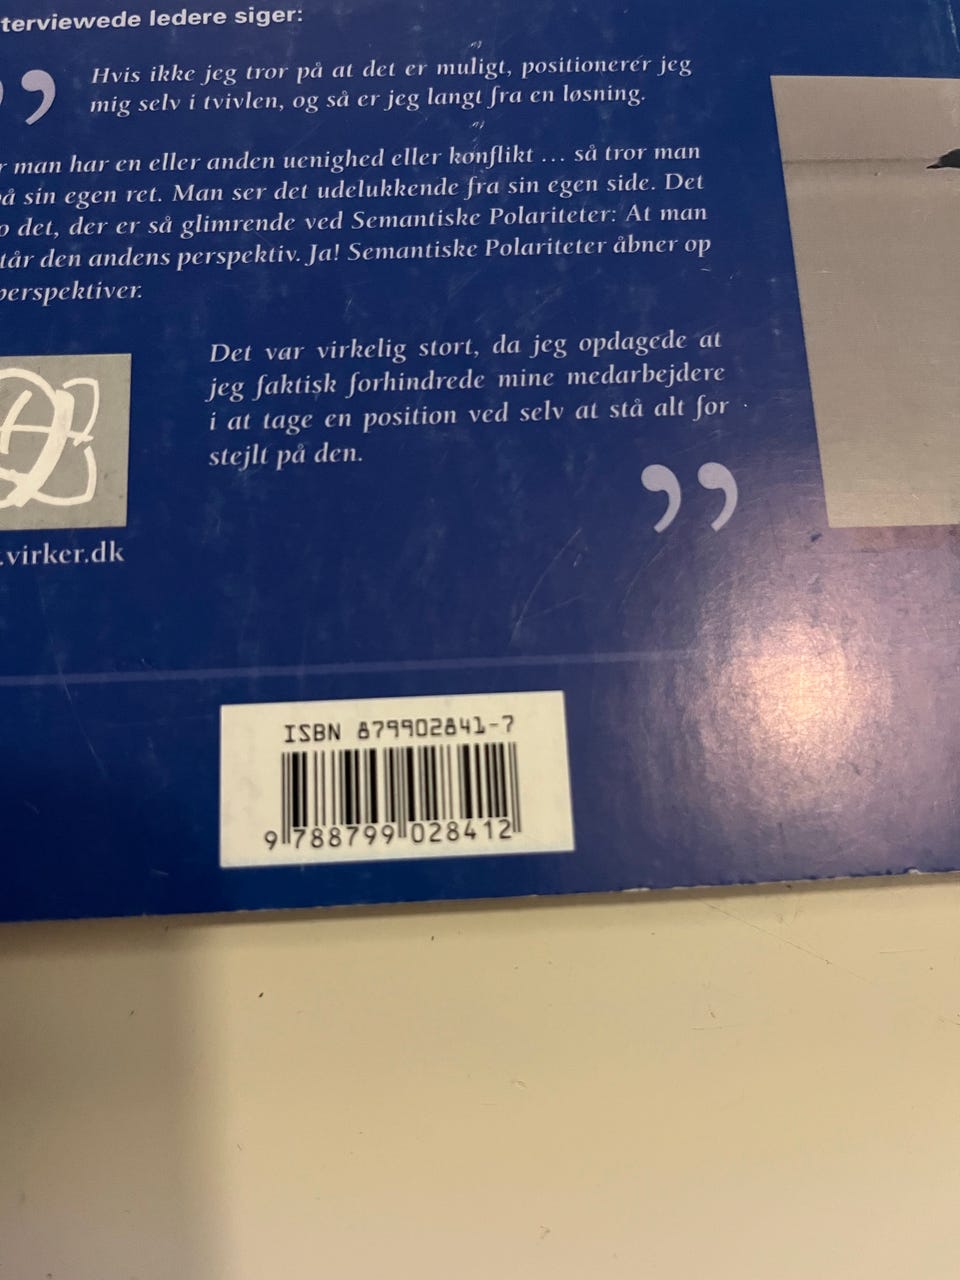 terviewede ledere siger:
Hvis ikke jeg tror på at det er muligt, positionerer jeg
mig selv i tvivlen, og så er jeg langt fra en løsning.
r man har en eller anden uenighed eller konflikt ... så tror man
å sin egen ret. Man ser det udelukkende fra sin egen side. Det
o det, der er så glimrende ved Semantiske Polariteter: At man
tår den andens perspektiv. Ja! Semantiske Polariteter åbner op
perspektiver.
Det var virkelig stort, da jeg opdagede at
jeg faktisk forhindrede mine medarbejdere
i at tage en position ved selv at stå alt for
stejlt på den.
”
.virker.dk
ISBN 879902841-7
9 788799 028412